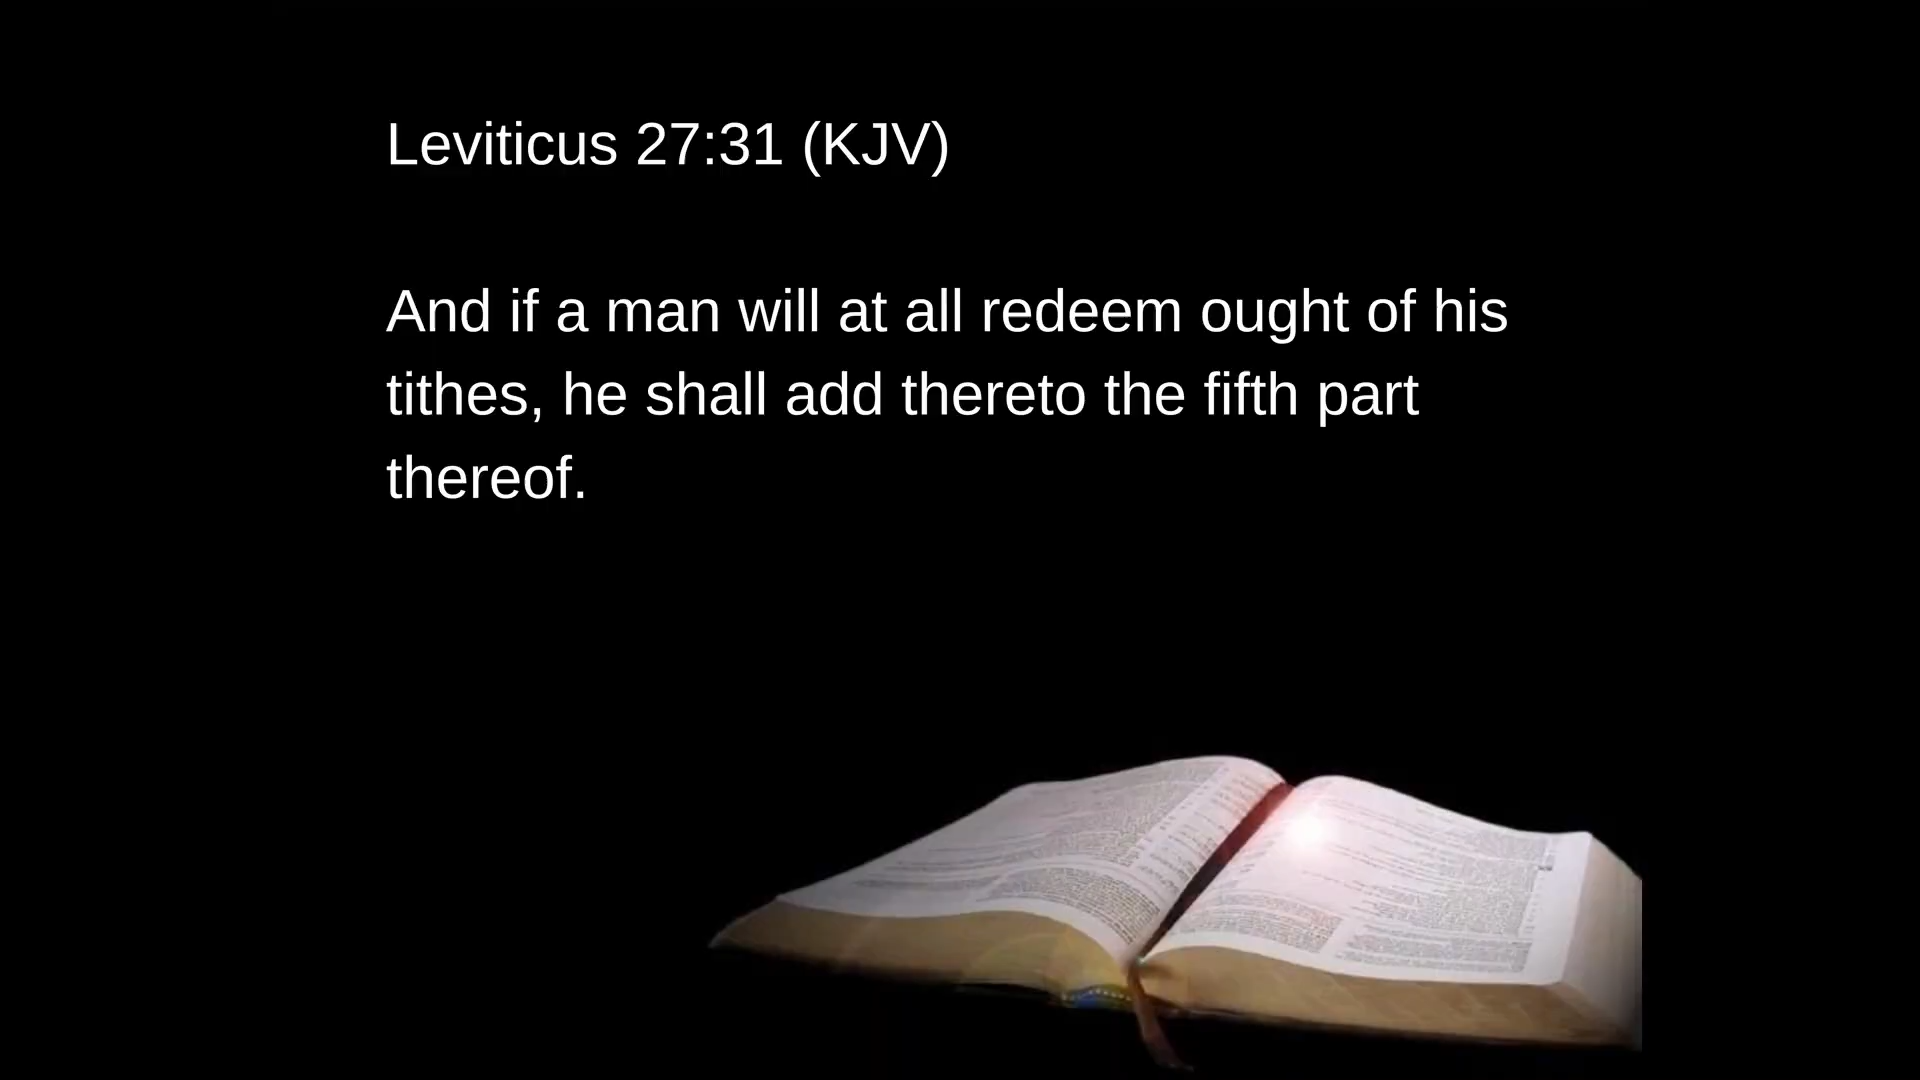 Leviticus 27:31 (KJV)
And if a man will at all redeem ought of his
tithes, he shall add thereto the fifth part
thereof.